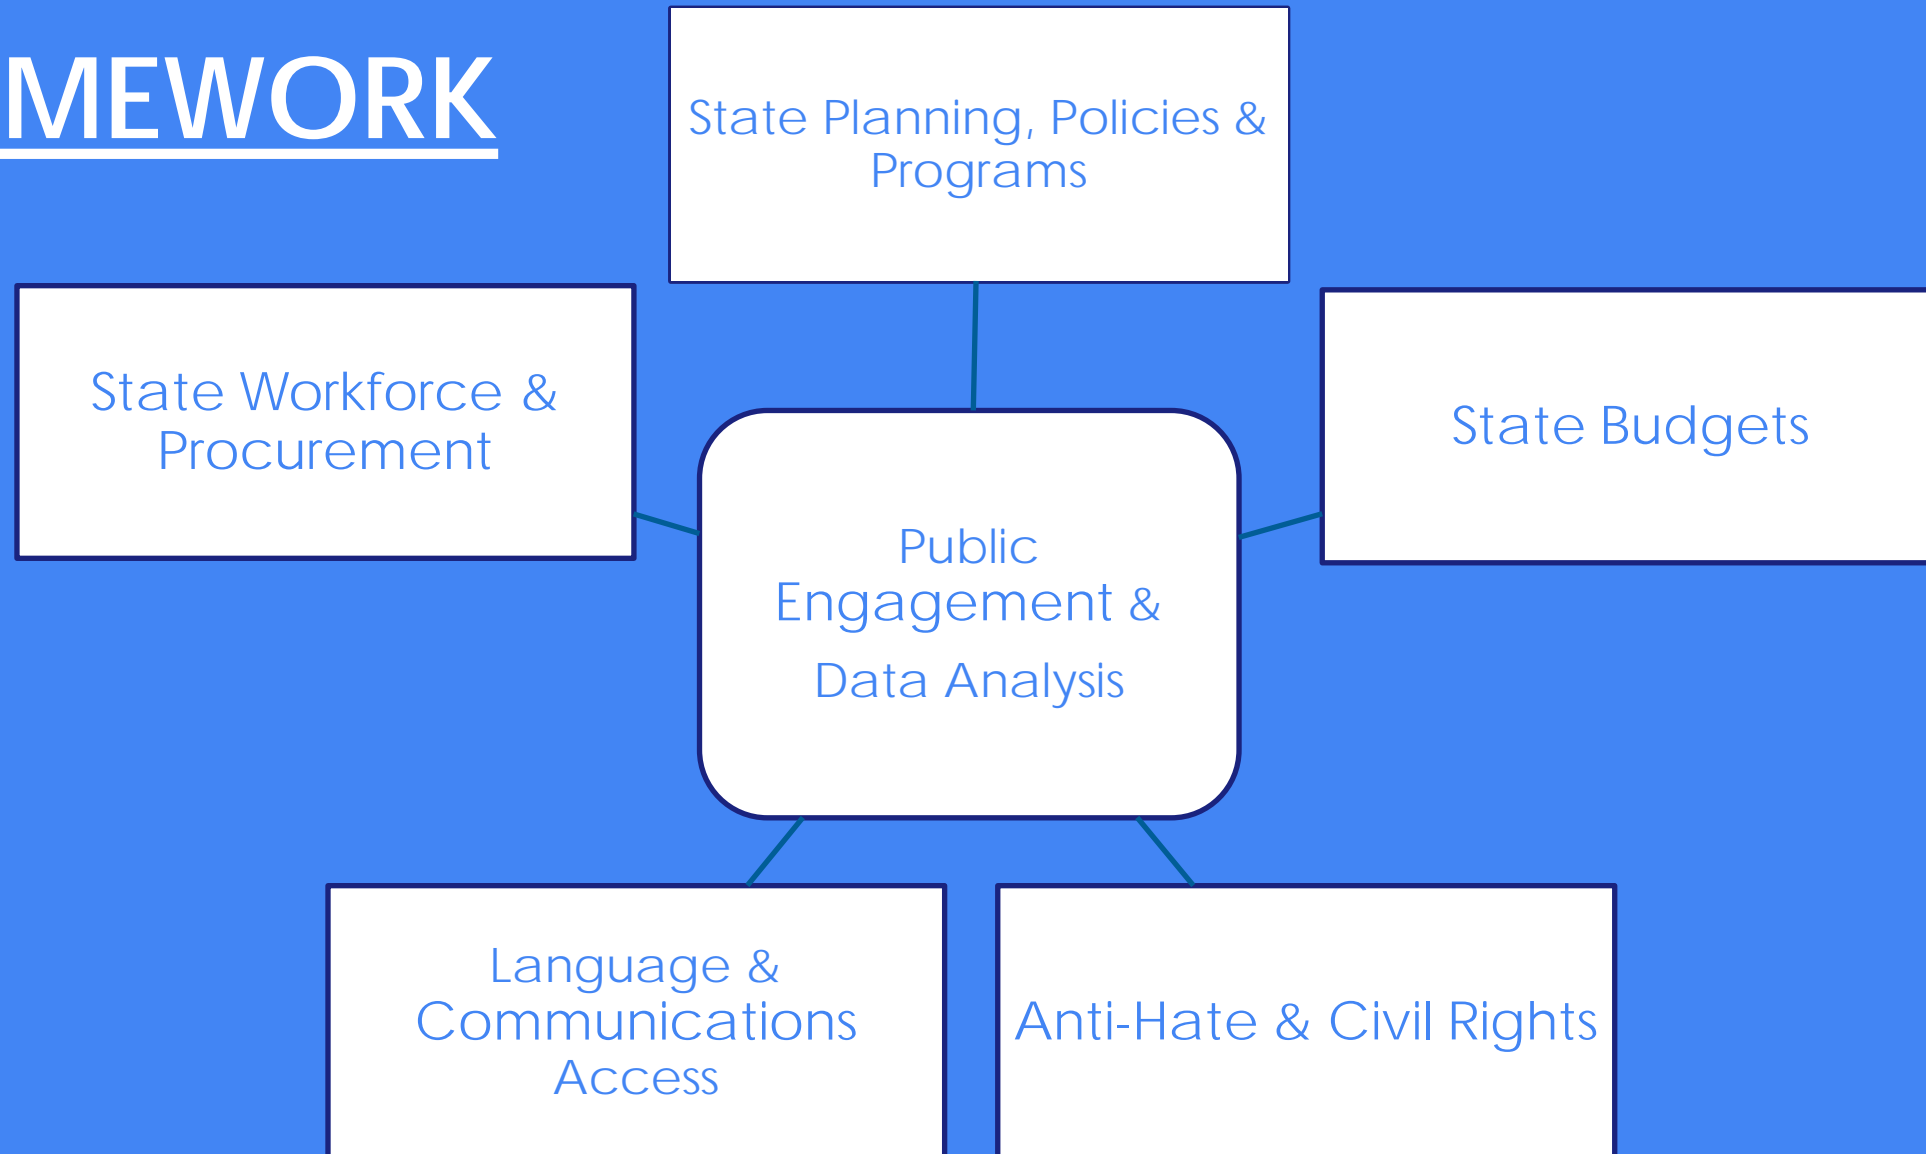 MEWORK
State Planning, Policies &
Programs
State Workforce &
Procurement
State Budgets
Public
Engagement &
Data Analysis
Language &
Communications
Access
Anti-Hate & Civil Rights